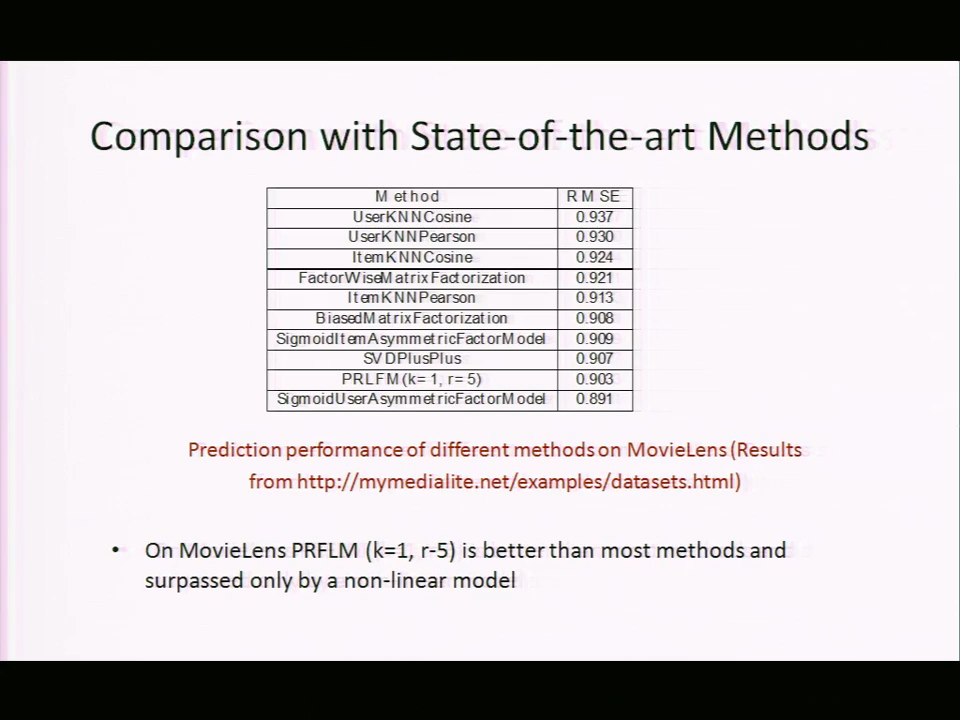 Comparison with State-of-the-art Methods
Method RMSE
UserKNNCosine 0.937
UserKNNPearson 0.930
ItemKNNCosine 0.924
FactorWiseMatrixFactorization 0.921
ItemKNNPearson 0.913
BiasedMatrixFactorization 0.908
SigmoidItemAsymmetricFactorModel 0.909
SVDPlusPlus 0.907
PRLFM(k=1, r=5) 0.903
SigmoidUserAsymmetricFactorModel 0.891
Prediction performance of different methods on MovieLens (Results
from http://mymedialite.net/examples/datasets.html)
• On MovieLens PRFLM (k=1, r-5) is better than most methods and
surpassed only by a non-linear model